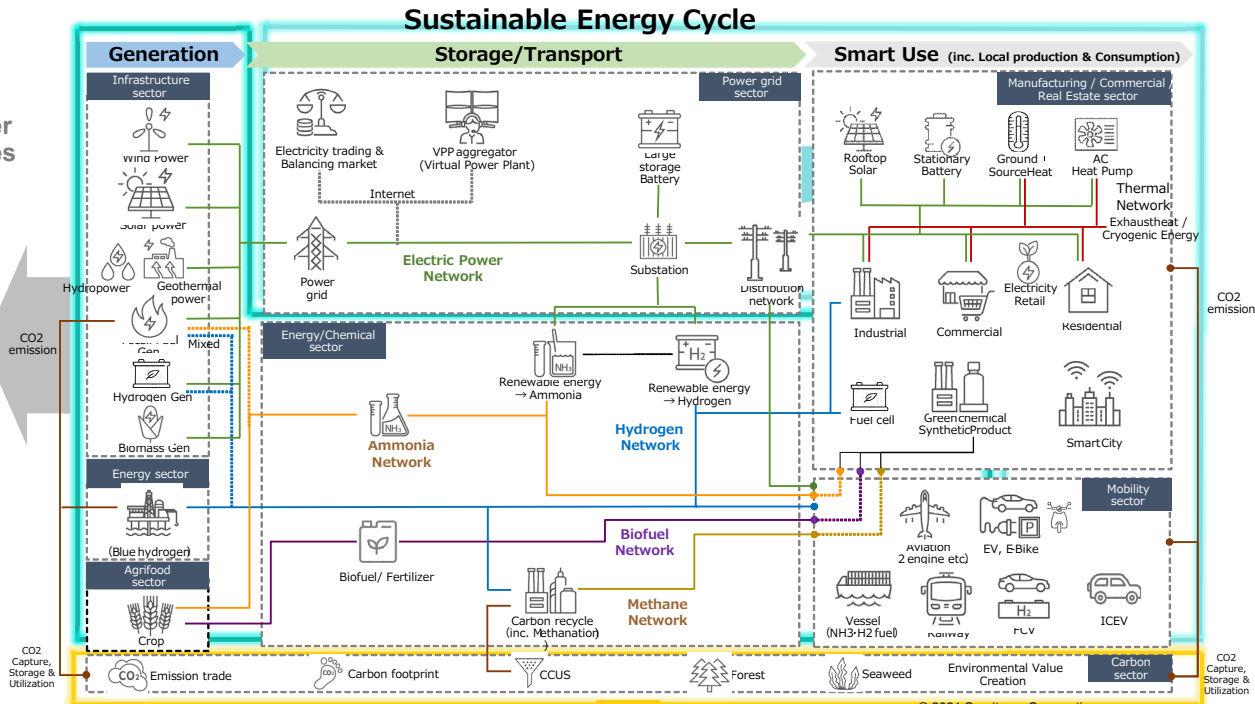 Sustainable Energy Cycle
Generation
Storage/Transport
Smart Use (inc. Local production & Consumption)
Infrastructure
sector
Wind Power
Solar power
Hydropower
Geothermal
power
Mixed
Hydrogen Gen
Biomass Gen
Energy sector
(Blue hydrogen)
Agrifood
sector
Crop
CO2
emission
CO2
Capture,
Storage &
Utilization
Power grid
sector
Electricity trading &
Balancing market
VPP aggregator
(Virtual Power Plant)
Large
storage
Battery
Internet
Power
grid
Electric Power
Network
Substation
Distribution
network
Energy/Chemical
sector
NH3
Renewable energy
→ Ammonia
H2
Renewable energy
→ Hydrogen
NH3
Ammonia
Network
Hydrogen
Network
Biofuel/ Fertilizer
Biofuel
Network
Carbon recycle
(inc. Methanation)
Methane
Network
Manufacturing / Commercial /
Real Estate sector
Rooftop
Solar
Stationary
Battery
Ground
SourceHeat
AC
Heat Pump
Thermal
Network
Exhaustheat /
Cryogenic Energy
Industrial
Commercial
Electricity
Retail
Residential
Fuel cell
Greenchemical
SyntheticProduct
SmartCity
CO2
emission
Mobility
sector
Aviation
2 engine etc)
P
EV, E-Bike
Vessel
(NH3·H2 fuel)
Railway
H2
FCV
ICEV
CO2
Emission trade
CO2
Carbon footprint
CCUS
Forest
Seaweed
Environmental Value
Creation
Carbon
sector
CO2
Capture,
Storage &
Utilization